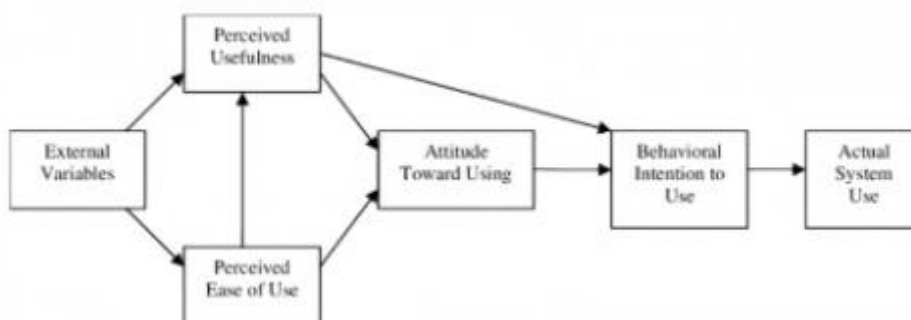 Perceived
Usefulness
External
Variables
Attitude
Toward Using
Behavioral
Intention to
Use
Actual
System
Use
Perceived
Ease of Use